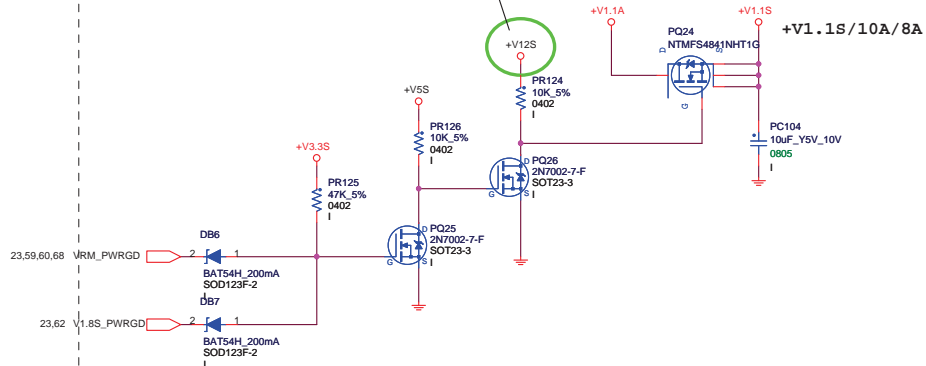 +V1.1A
+V1.1S
+V1.1S/10A/8A
PQ24
NTMFS4841NHT1G
D
S
G
+V12S
PR124
10K_5%
0402
I
+V5S
PR126
10K_5%
0402
I
PC104
10uF_Y5V_10V
0805
I
+V3.3S
PR125
47K_5%
0402
I
D
PQ26
2N7002-7-F
SOT23-3
G
S
I
D
PQ25
2N7002-7-F
SOT23-3
G
S
I
DB6
23,59,60,68 VRM_PWRGD
2
1
BAT54H_200mA
SOD123F-2
I
DB7
23,62 V1.8S_PWRGD
2
1
BAT54H_200mA
SOD123F-2
I